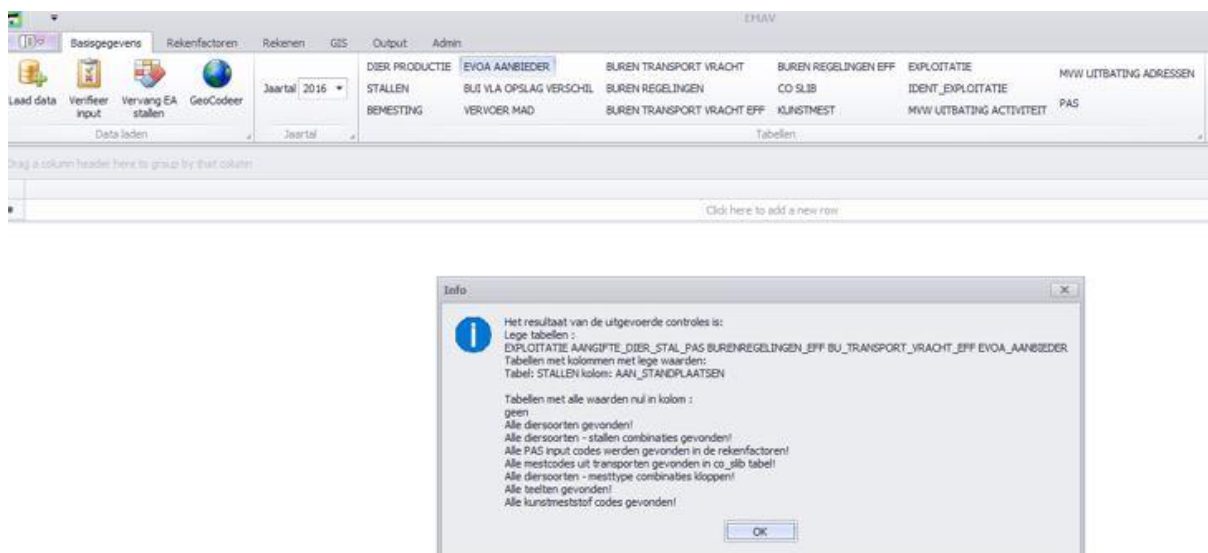 EMAV
Basisgegevens Rekenfactoren Rekenen GIS Output Admin
Laad data Verifieer input Vervang EA stallen GeoCodeer
Jaartal 2016
DIER PRODUCTIE EVOA AANBIEDER BUREN TRANSPORT VRACHT BUREN REGELINGEN EFF EXPLOITATIE MVW UITBATING ADRESSEN
STALLEN BUI VLA OPSLAG VERSCHIL BUREN REGELINGEN CO SLIB IDENT_EXPLOITATIE PAS
BEMESTING VERVOER MAD BUREN TRANSPORT VRACHT EFF KUNSTMEST MVW UITBATING ACTIVITEIT
Data laden Jaartal Tabellen
Drag a column header here to group by that column
Click here to add a new row
Info
Het resultaat van de uitgevoerde controles is:
Lege tabellen :
EXPLOITATIE AANGIFTE_DIER_STAL_PAS BURENREGELINGEN_EFF BU_TRANSPORT_VRACHT_EFF EVOA_AANBIEDER
Tabellen met kolommen met lege waarden:
Tabel: STALLEN kolom: AAN_STANDPLAATSEN
Tabellen met alle waarden nul in kolom :
geen
Alle diersoorten gevonden!
Alle diersoorten - stallen combinaties gevonden!
Alle PAS input codes werden gevonden in de rekenfactoren!
Alle mestcodes uit transporten gevonden in co_slib tabel!
Alle diersoorten - mesttype combinaties kloppen!
Alle teelten gevonden!
Alle kunstmeststof codes gevonden!
OK